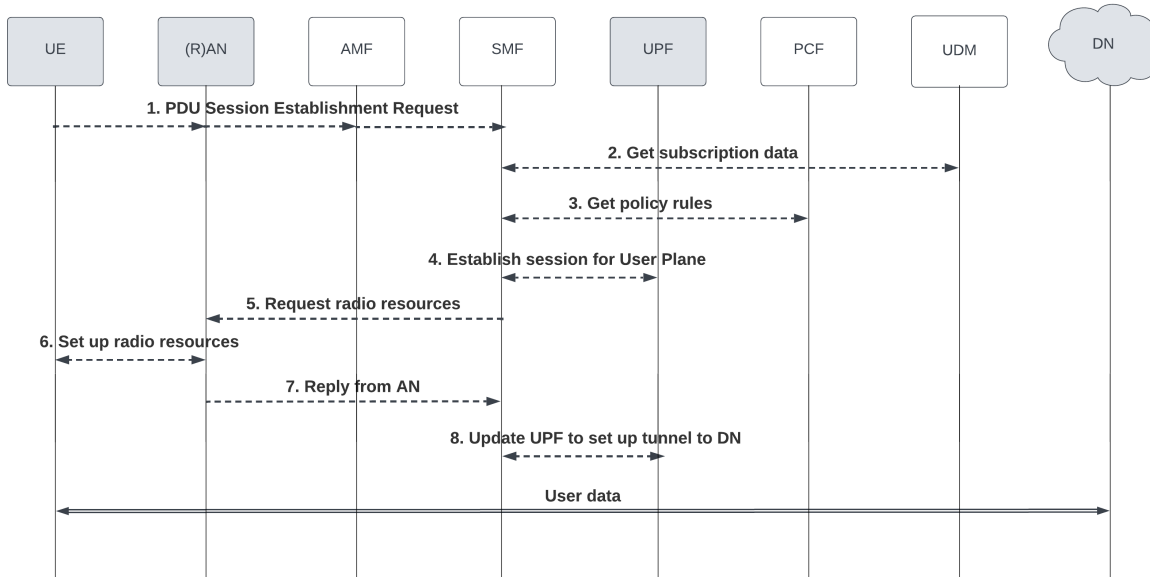 UE
(R)AN
AMF
SMF
UPF
PCF
UDM
DN
1. PDU Session Establishment Request
2. Get subscription data
3. Get policy rules
4. Establish session for User Plane
5. Request radio resources
6. Set up radio resources
7. Reply from AN
8. Update UPF to set up tunnel to DN
User data